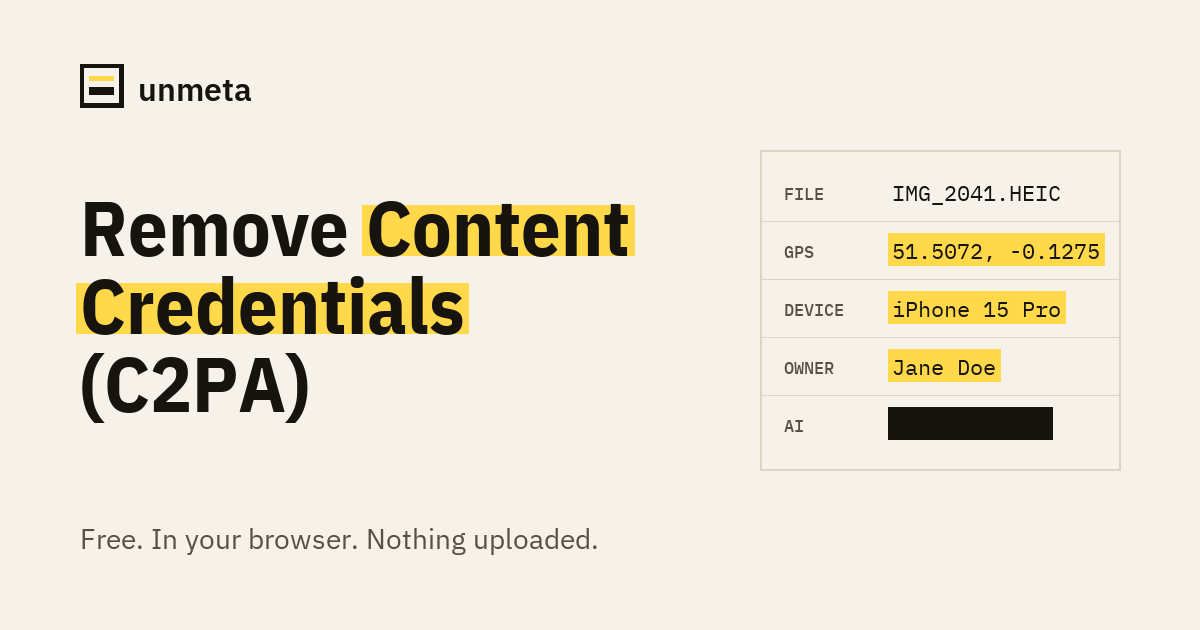 unmeta
Remove Content
Credentials
(C2PA)
Free. In your browser. Nothing uploaded.
FILE IMG_2041.HEIC
GPS 51.5072, -0.1275
DEVICE iPhone 15 Pro
OWNER Jane Doe
AI